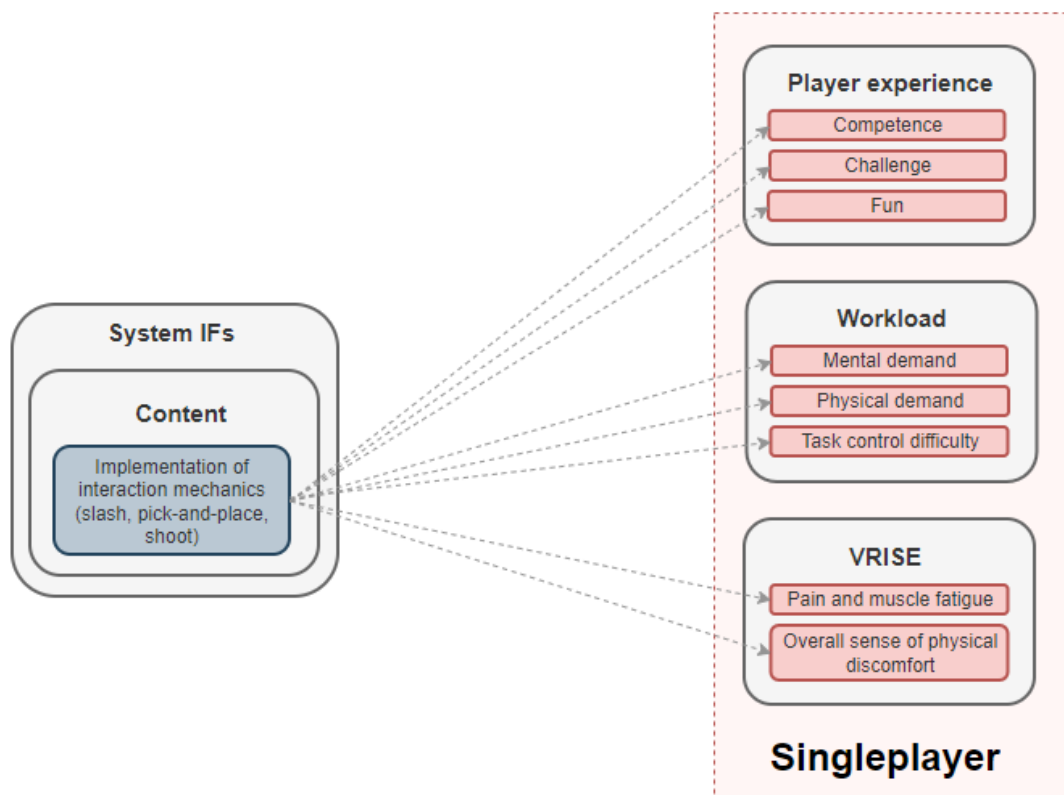 System IFs
Content
Implementation of
interaction mechanics
(slash, pick-and-place,
shoot)
Player experience
Competence
Challenge
Fun
Workload
Mental demand
Physical demand
Task control difficulty
VRISE
Pain and muscle fatigue
Overall sense of physical
discomfort
Singleplayer